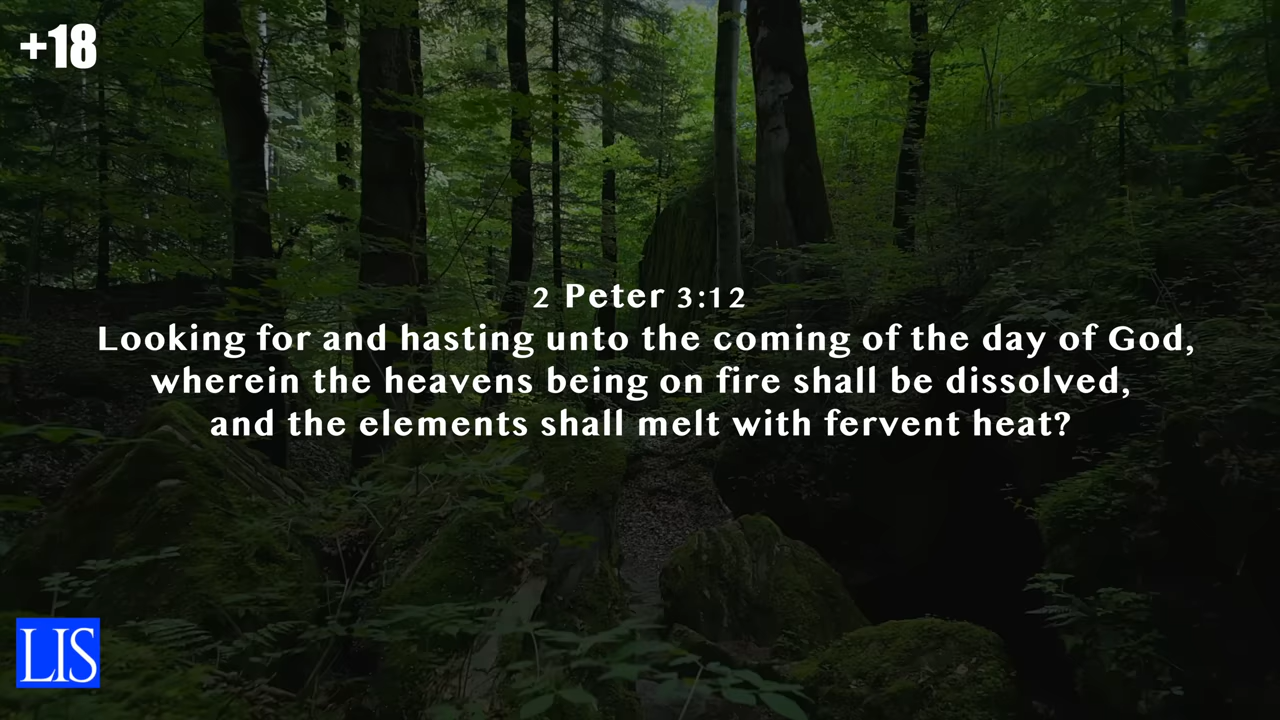 +18
2 Peter 3:12
Looking for and hasting unto the coming of the day of God,
wherein the heavens being on fire shall be dissolved,
and the elements shall melt with fervent heat?
LIS